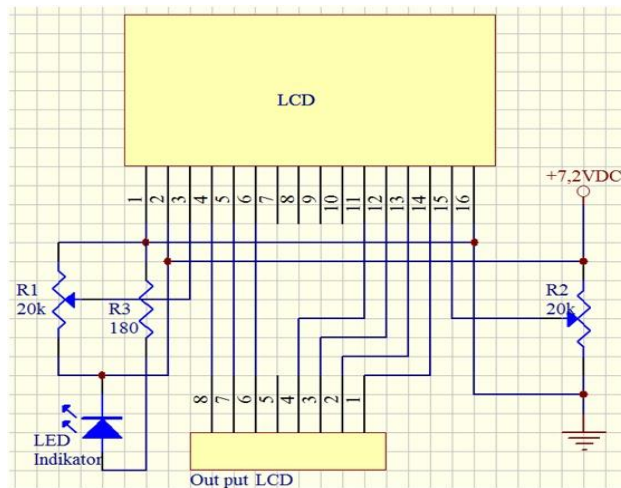 LCD
1 2 3 4 5 6 7 8 9 10 11 12 13 14 15 16
+7,2VDC
R1
20k
R3
180
R2
20k
8 7 6 5 4 3 2 1
LED
Indikator
Out put LCD